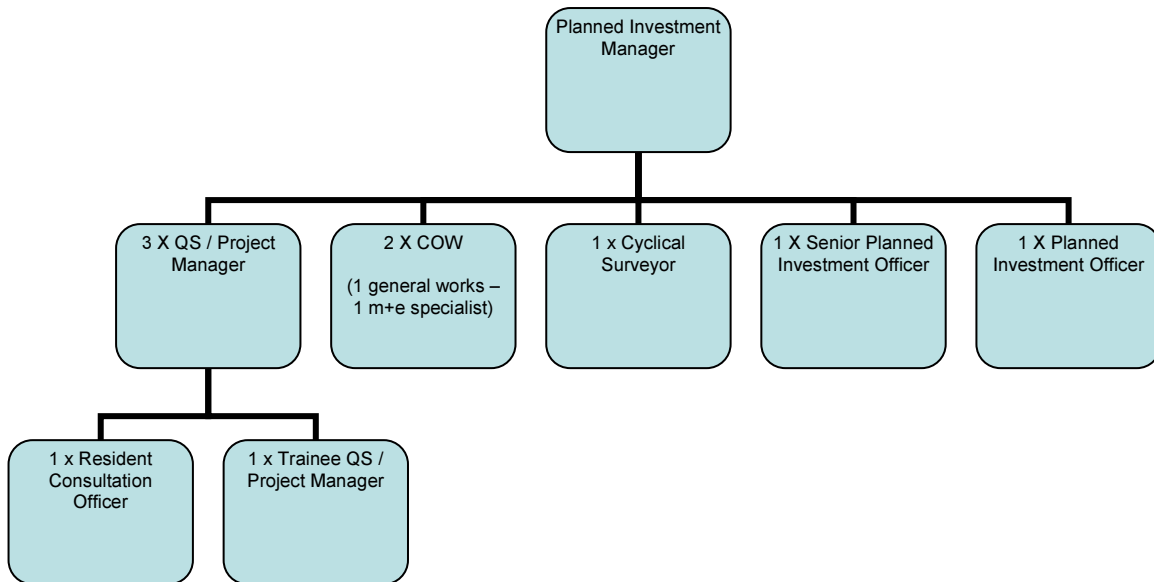 Planned Investment
Manager
3 X QS / Project
Manager
2 X COW
(1 general works –
1 m+e specialist)
1 x Cyclical
Surveyor
1 X Senior Planned
Investment Officer
1 X Planned
Investment Officer
1 x Resident
Consultation
Officer
1 x Trainee QS /
Project Manager